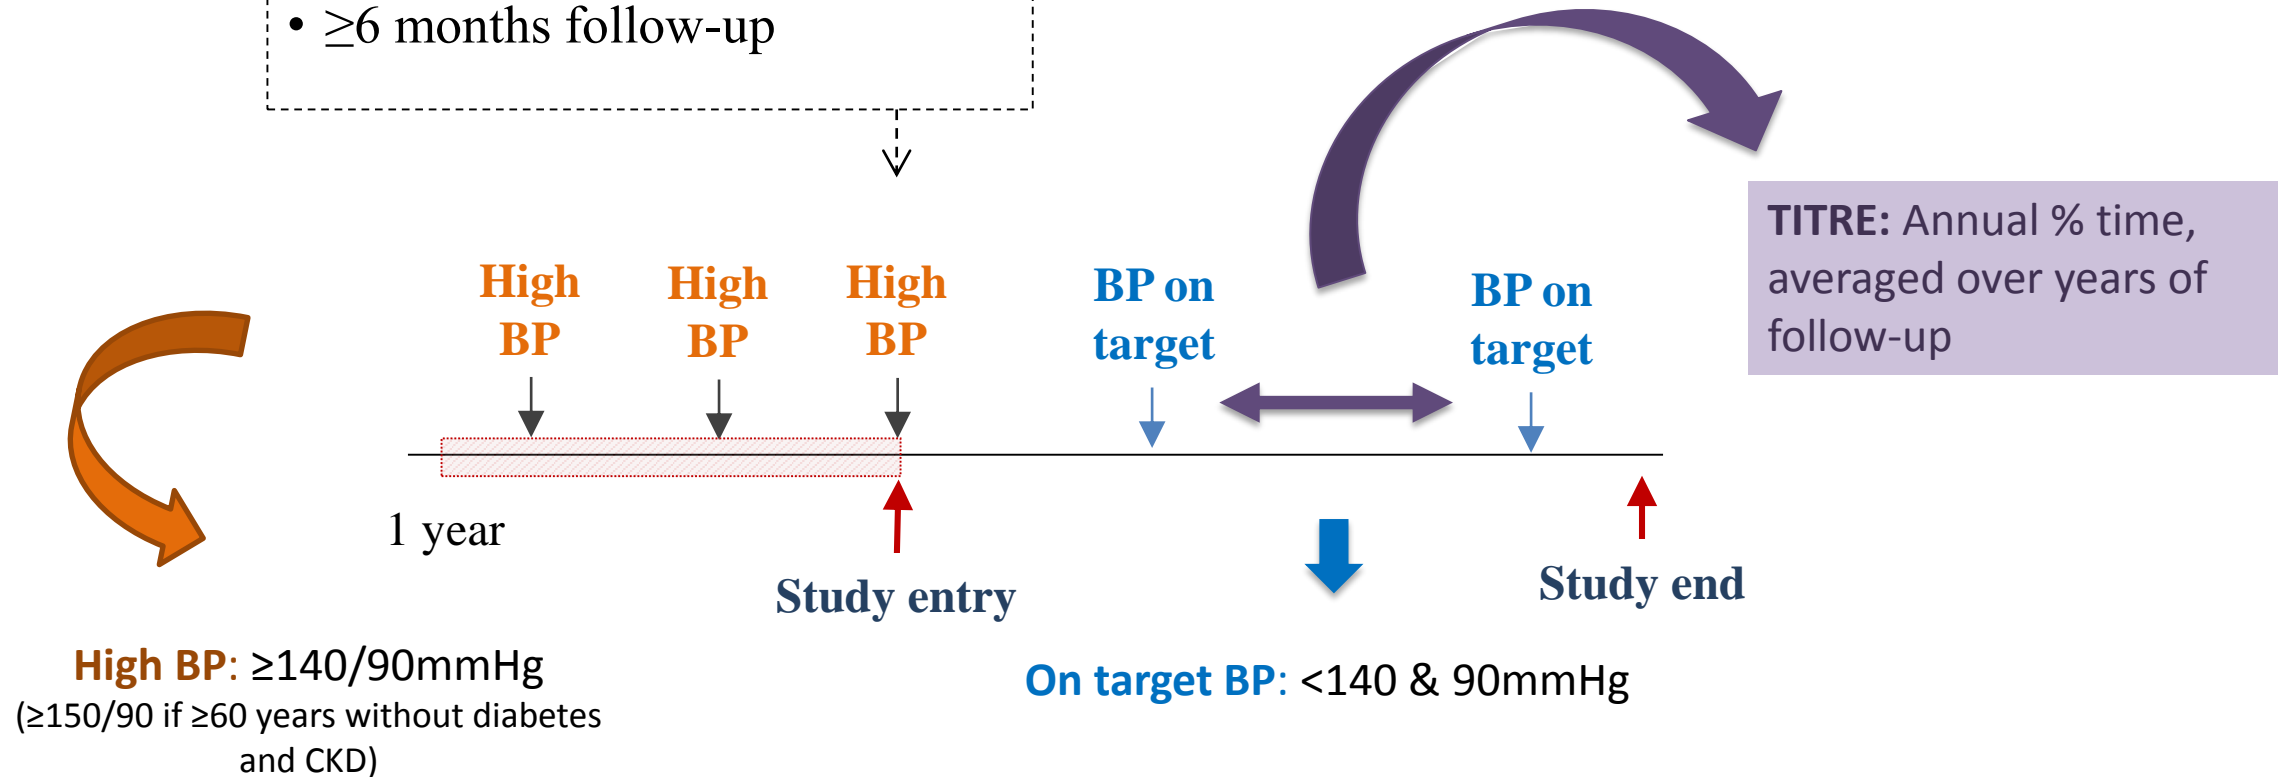 • ≥6 months follow-up
TITRE: Annual % time,
averaged over years of
follow-up
High
BP
High
BP
High
BP
BP on
target
BP on
target
1 year
Study entry
Study end
High BP: ≥140/90mmHg
(≥150/90 if ≥60 years without diabetes
and CKD)
On target BP: <140 & 90mmHg